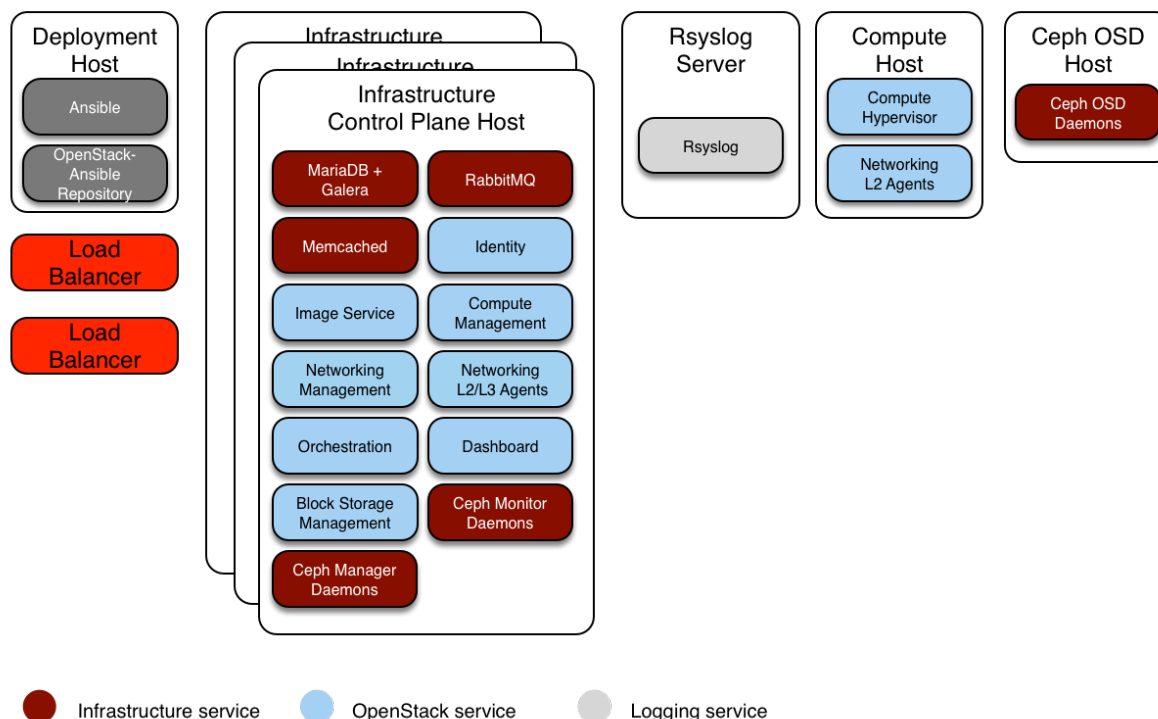 Deployment
Host
Ansible
OpenStack-
Ansible
Repository
Load
Balancer
Load
Balancer
Infrastructure
Infrastructure
Infrastructure
Control Plane Host
MariaDB +
Galera
RabbitMQ
Memcached
Identity
Image Service
Compute
Management
Networking
Management
Networking
L2/L3 Agents
Orchestration
Dashboard
Block Storage
Management
Ceph Monitor
Daemons
Ceph Manager
Daemons
Rsyslog
Server
Rsyslog
Compute
Host
Compute
Hypervisor
Networking
L2 Agents
Ceph OSD
Host
Ceph OSD
Daemons
Infrastructure service
OpenStack service
Logging service